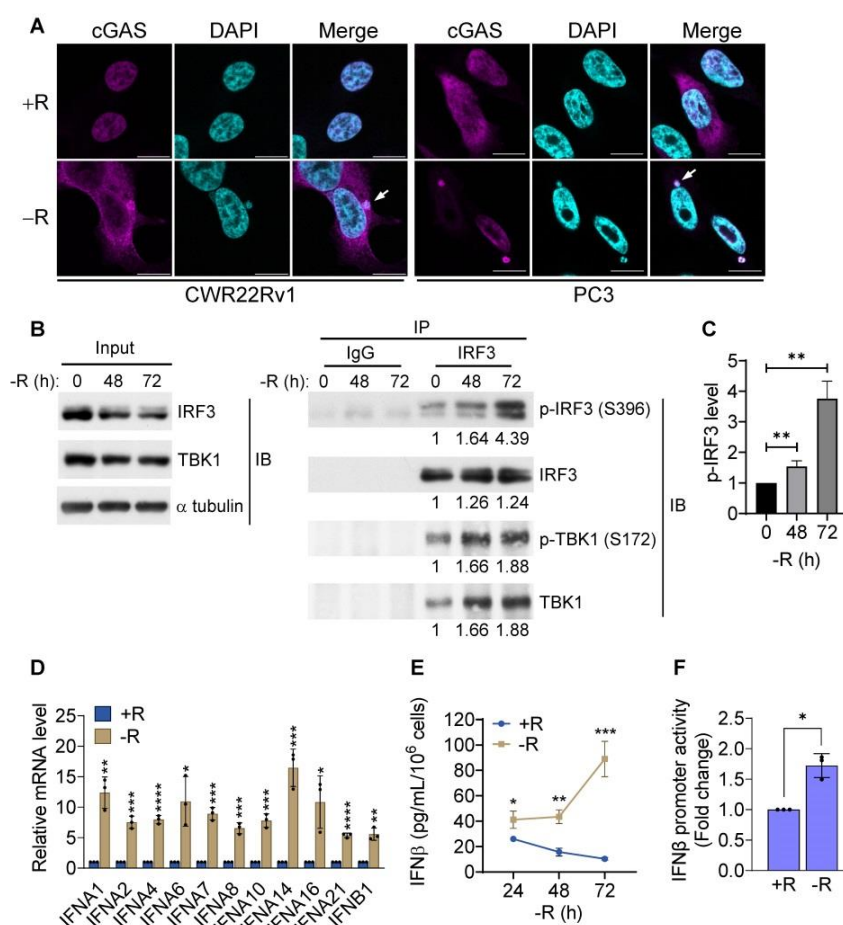 A
cGAS DAPI Merge cGAS DAPI Merge
+R
−R
CWR22Rv1 PC3
B
Input
-R (h): 0 48 72
IRF3
TBK1
α tubulin
IB
IP
IgG IRF3
-R (h): 0 48 72 0 48 72
p-IRF3 (S396)
1 1.64 4.39
IRF3
1 1.26 1.24
p-TBK1 (S172)
1 1.66 1.88
TBK1
1 1.66 1.88
IB
C
p-IRF3 level
5
4
3
2
1
0
** **
0 48 72
-R (h)
D
Relative mRNA level
25
20
15
10
5
0
+R
-R
** *** **** * *** *** *** *** * **** **
IFNA1 IFNA2 IFNA4 IFNA6 IFNA7 IFNA8 IFNA10 IFNA14 IFNA16 IFNA21 IFNB1
E
IFNβ (pg/mL/10⁶ cells)
120
100
80
60
40
20
0
+R
-R
* ** ***
24 48 72
-R (h)
F
IFNβ promoter activity
(Fold change)
2.5
2.0
1.5
1.0
0.5
0.0
*
+R -R